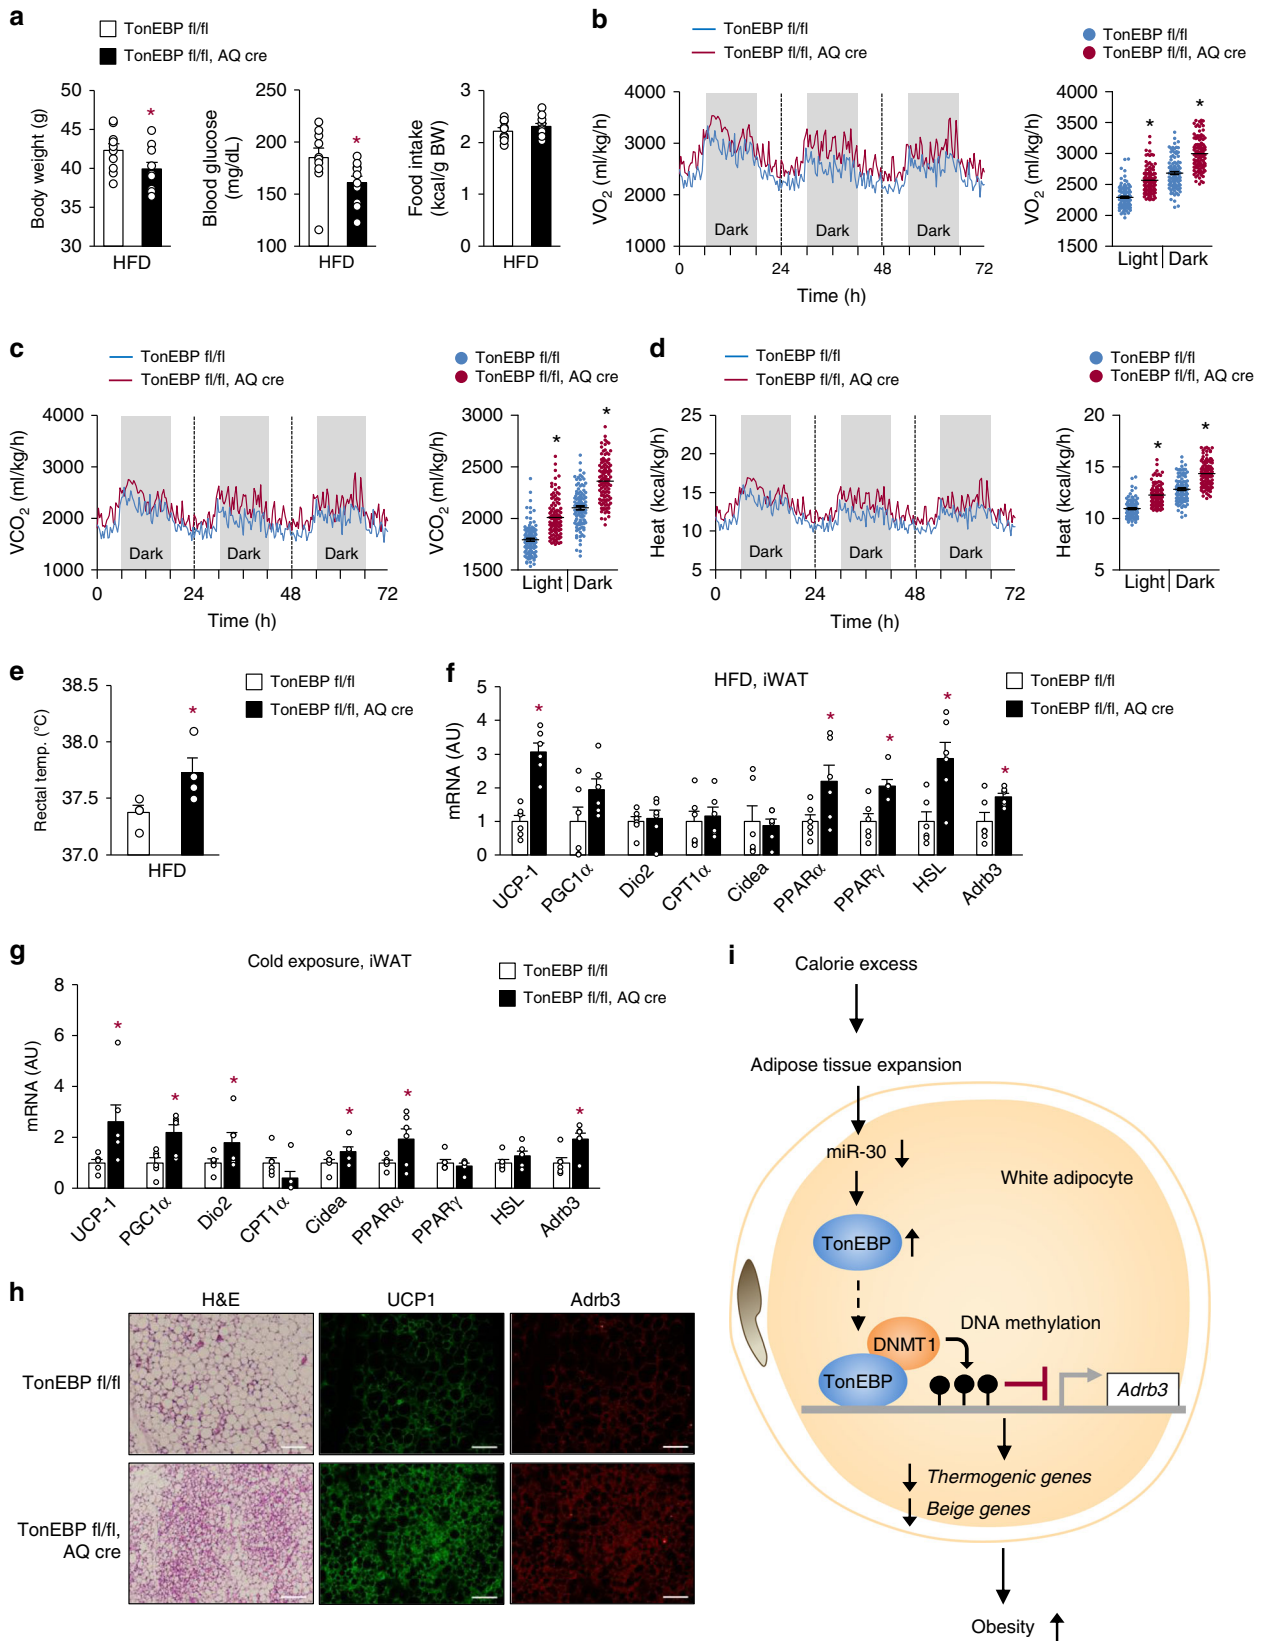 a
TonEBP fl/fl
TonEBP fl/fl, AQ cre
Body weight (g)
50
45
40
35
30
*
HFD
Blood glucose
(mg/dL)
250
200
150
100
*
HFD
Food intake
(kcal/g BW)
3
2
1
0
HFD
b
TonEBP fl/fl
TonEBP fl/fl, AQ cre
VO2 (ml/kg/h)
4000
3000
2000
1000
Dark
Dark
Dark
0
24
48
72
Time (h)
TonEBP fl/fl
TonEBP fl/fl, AQ cre
VO2 (ml/kg/h)
4000
3500
3000
2500
2000
1500
*
*
Light
Dark
c
TonEBP fl/fl
TonEBP fl/fl, AQ cre
VCO2 (ml/kg/h)
4000
3000
2000
1000
Dark
Dark
Dark
0
24
48
72
Time (h)
TonEBP fl/fl
TonEBP fl/fl, AQ cre
VCO2 (ml/kg/h)
3000
2500
2000
1500
*
*
Light
Dark
d
TonEBP fl/fl
TonEBP fl/fl, AQ cre
Heat (kcal/kg/h)
25
20
15
10
5
Dark
Dark
Dark
0
24
48
72
Time (h)
TonEBP fl/fl
TonEBP fl/fl, AQ cre
Heat (kcal/kg/h)
20
15
10
5
*
*
Light
Dark
e
TonEBP fl/fl
TonEBP fl/fl, AQ cre
Rectal temp. (°C)
38.5
38.0
37.5
37.0
*
HFD
f
HFD, iWAT
TonEBP fl/fl
TonEBP fl/fl, AQ cre
mRNA (AU)
5
4
3
2
1
0
*
*
*
*
*
UCP-1
PGC1α
Dio2
CPT1α
Cidea
PPARα
PPARγ
HSL
Adrb3
g
Cold exposure, iWAT
TonEBP fl/fl
TonEBP fl/fl, AQ cre
mRNA (AU)
8
6
4
2
0
*
*
*
*
*
*
UCP-1
PGC1α
Dio2
CPT1α
Cidea
PPARα
PPARγ
HSL
Adrb3
h
H&E
UCP1
Adrb3
TonEBP fl/fl
TonEBP fl/fl,
AQ cre
i
Calorie excess
Adipose tissue expansion
miR-30
White adipocyte
TonEBP
DNA methylation
DNMT1
TonEBP
Adrb3
Thermogenic genes
Beige genes
Obesity